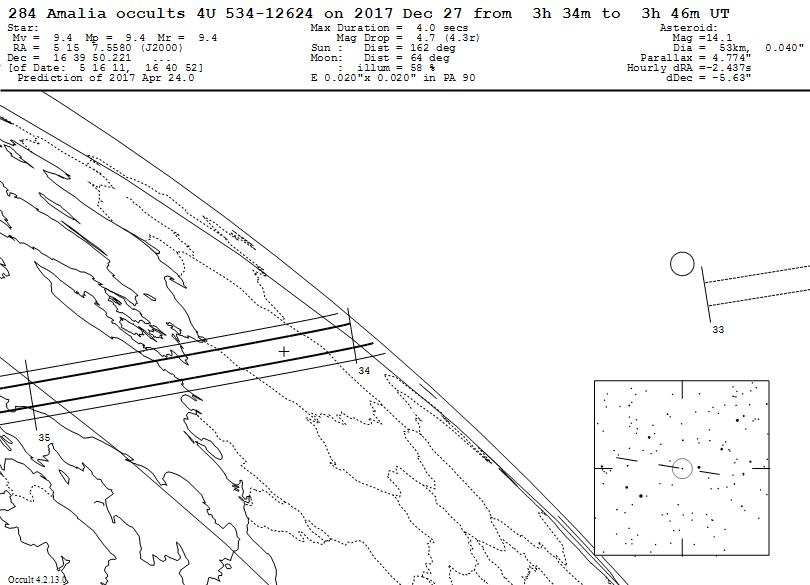 284 Amalia occults 4U 534-12624 on 2017 Dec 27 from 3h 34m to 3h 46m UT
Star:
Mv = 9.4 Mp = 9.4 Mr = 9.4
RA = 5 15 7.5580 (J2000)
Dec = 16 39 50.221 ...
[of Date: 5 16 11, 16 40 52]
Prediction of 2017 Apr 24.0
Max Duration = 4.0 secs
Mag Drop = 4.7 (4.3r)
Sun : Dist = 162 deg
Moon: Dist = 64 deg
: illum = 58 %
E 0.020"x 0.020" in PA 90
Asteroid:
Mag =14.1
Dia = 53km, 0.040"
Parallax = 4.774"
Hourly dRA =-2.437s
dDec = -5.63"
33
34
35
Occult 4.2.13.0